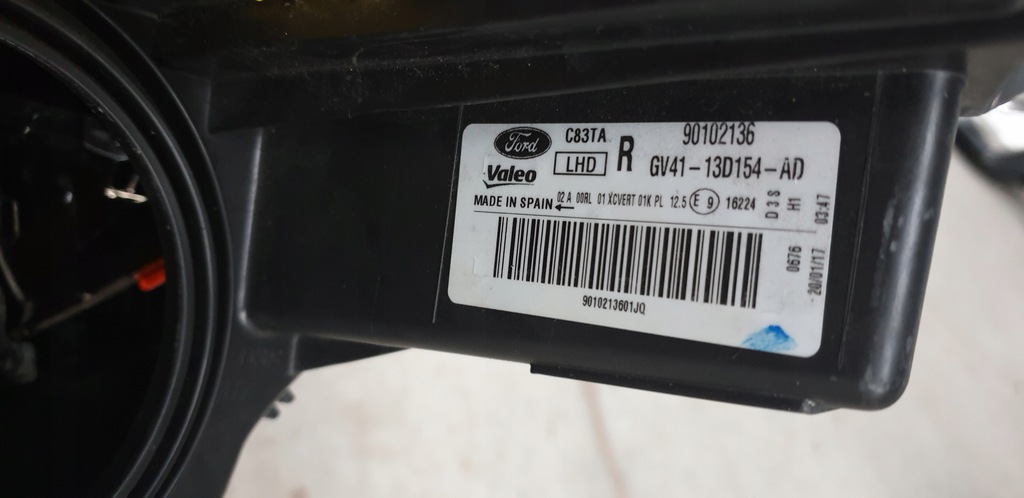 Ford
C83TA
R
90102136
Valeo
LHD
GV41-13D154-AD
MADE IN SPAIN
02 A 00RL 01 XCVERT 01K PL 12.5 E 9 16224
D3S
H1
03:47
0676
20/01/17
9010213601JQ